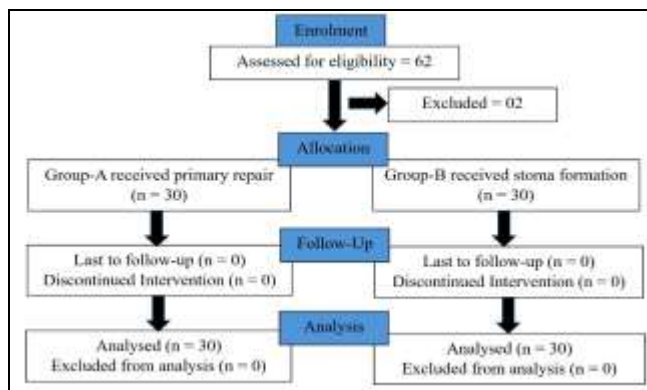 Enrolment
Assessed for eligibility = 62
Excluded = 02
Allocation
Group-A received primary repair
(n = 30)
Group-B received stoma formation
(n = 30)
Follow-Up
Last to follow-up (n = 0)
Discontinued Intervention (n = 0)
Last to follow-up (n = 0)
Discontinued Intervention (n = 0)
Analysis
Analysed (n = 30)
Excluded from analysis (n = 0)
Analysed (n = 30)
Excluded from analysis (n = 0)